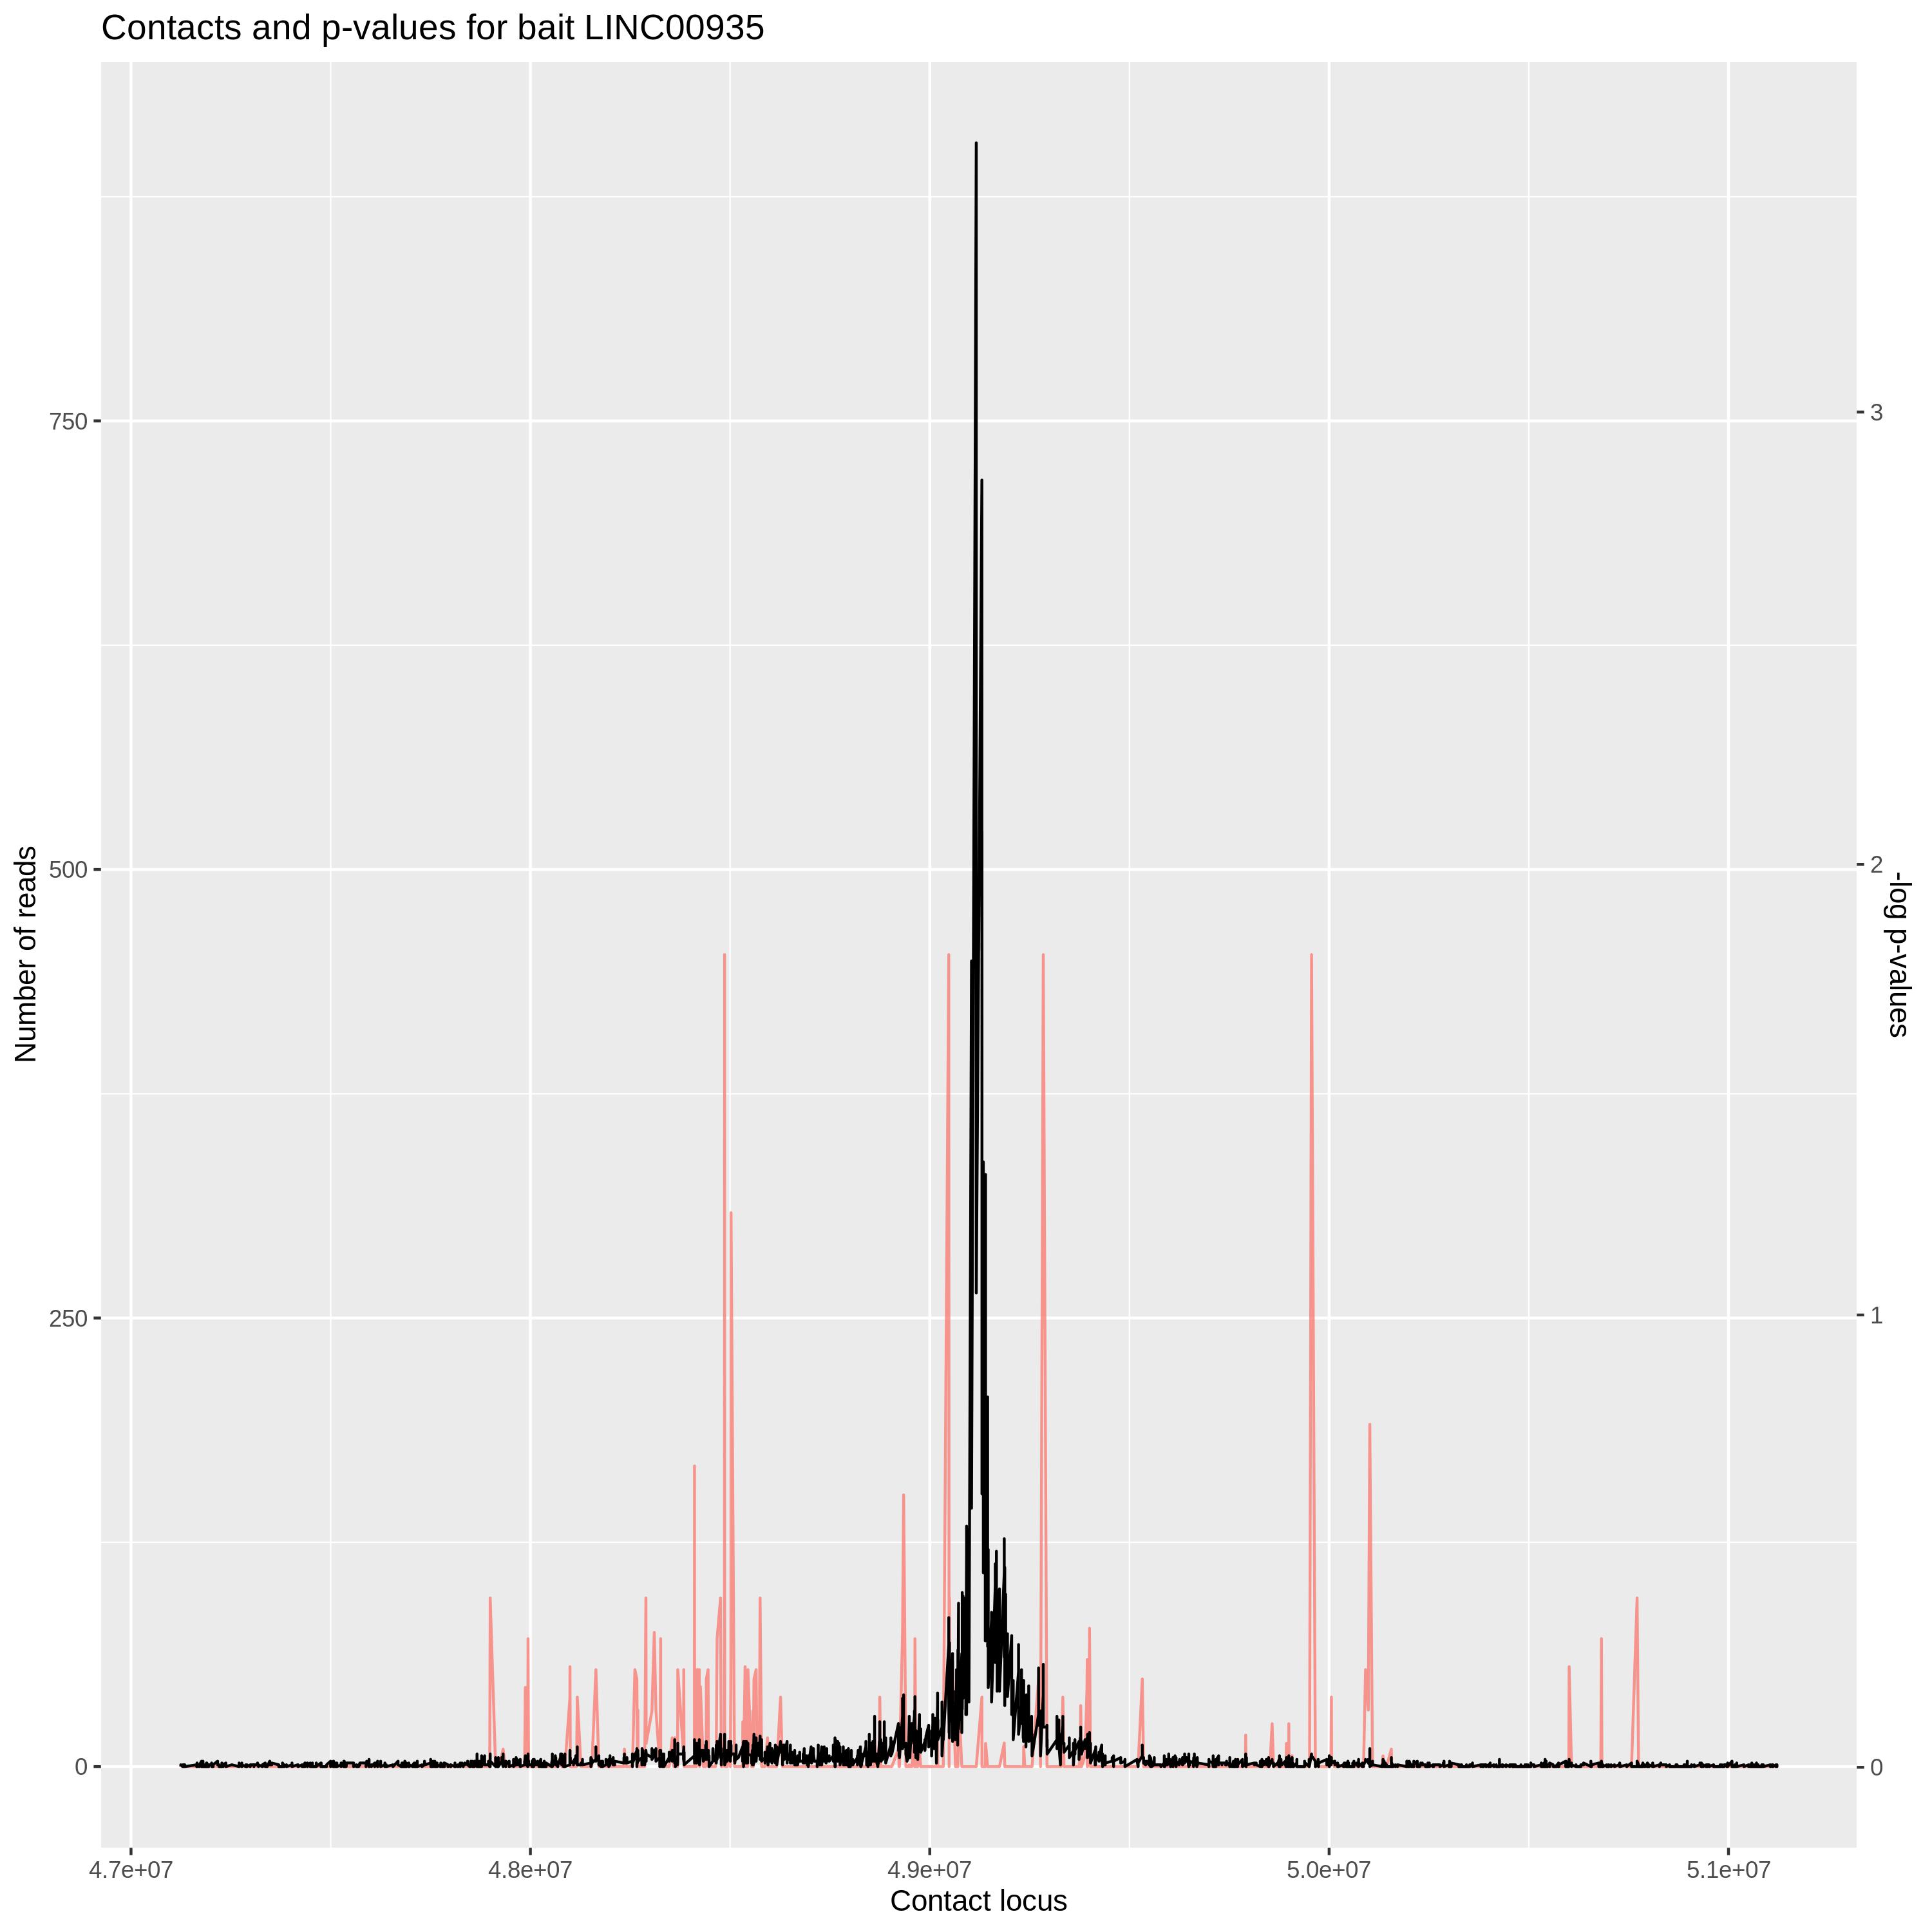 Contacts and p-values for bait LINC00935
Number of reads
750
500
250
0
3
2
1
0
-log p-values
4.7e+07
4.8e+07
4.9e+07
5.0e+07
5.1e+07
Contact locus